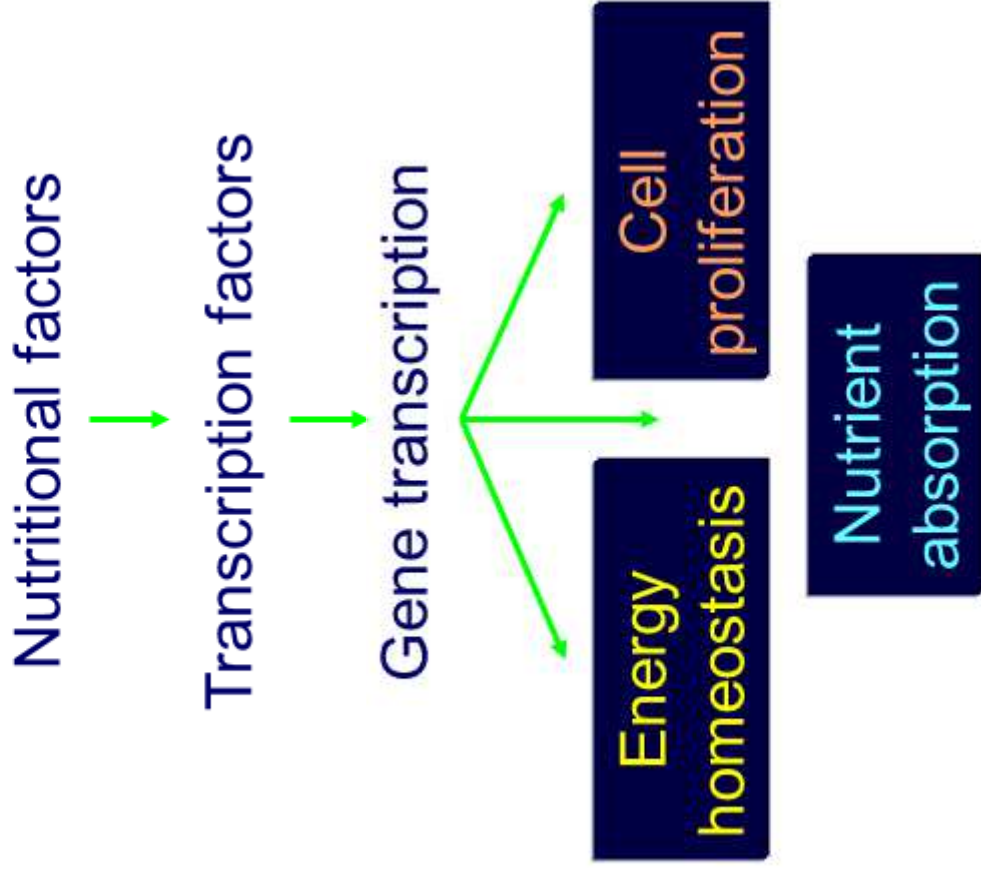 Nutritional factors
Transcription factors
Gene transcription
Energy
homeostasis
Cell
proliferation
Nutrient
absorption